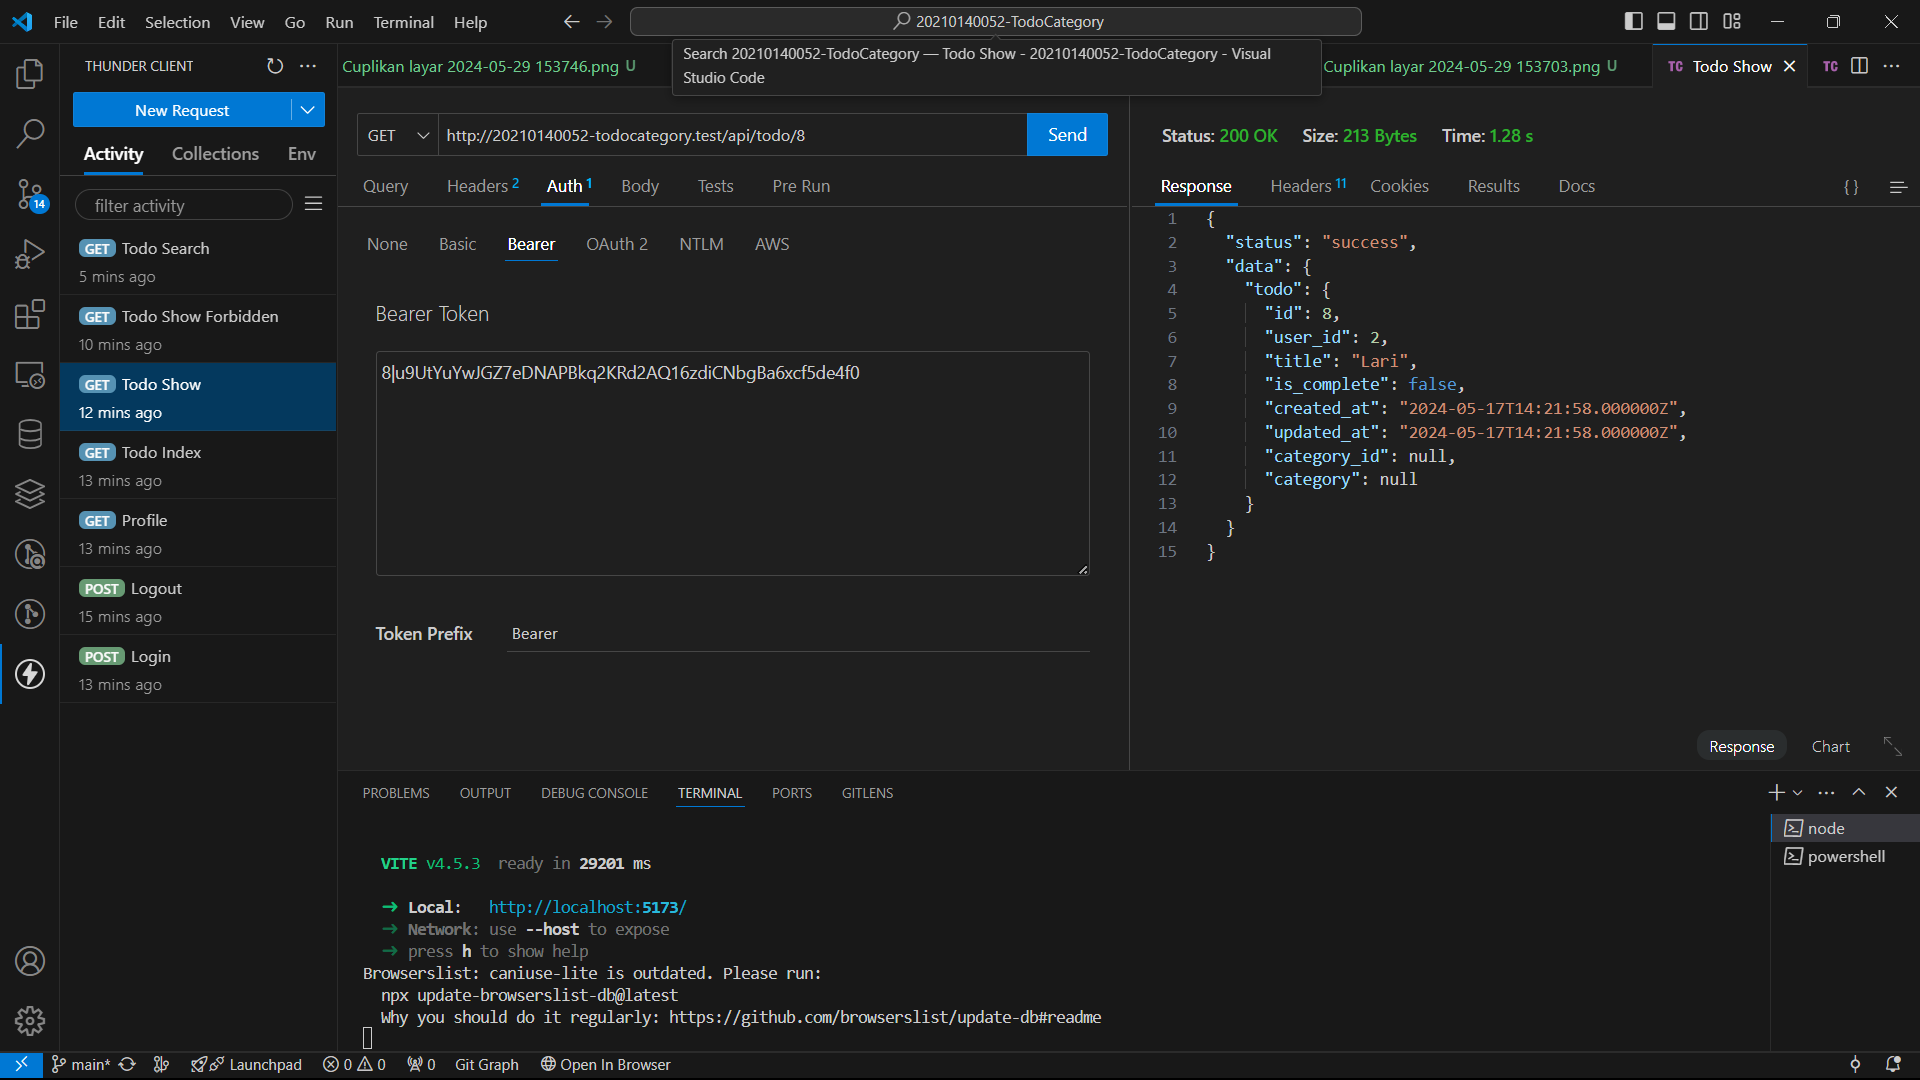 File Edit Selection View Go Run Terminal Help
20210140052-TodoCategory
THUNDER CLIENT
Cuplikan layar 2024-05-29 153746.png U
Search 20210140052-TodoCategory — Todo Show - 20210140052-TodoCategory - Visual
Studio Code
Cuplikan layar 2024-05-29 153703.png U
TC Todo Show
TC
New Request
Activity Collections Env
filter activity
GET Todo Search
5 mins ago
GET Todo Show Forbidden
10 mins ago
GET Todo Show
12 mins ago
GET Todo Index
13 mins ago
GET Profile
13 mins ago
POST Logout
15 mins ago
POST Login
13 mins ago
14
GET http://20210140052-todocategory.test/api/todo/8 Send
Query Headers 2 Auth 1 Body Tests Pre Run
None Basic Bearer OAuth 2 NTLM AWS
Bearer Token
8|u9UtYuYwJGZ7eDNAPBkq2KRd2AQ16zdiCNbgBa6xcf5de4f0
Token Prefix Bearer
Status: 200 OK Size: 213 Bytes Time: 1.28 s
Response Headers 11 Cookies Results Docs {}
1 {
2 "status": "success",
3 "data": {
4 "todo": {
5 "id": 8,
6 "user_id": 2,
7 "title": "Lari",
8 "is_complete": false,
9 "created_at": "2024-05-17T14:21:58.000000Z",
10 "updated_at": "2024-05-17T14:21:58.000000Z",
11 "category_id": null,
12 "category": null
13 }
14 }
15 }
Response Chart
PROBLEMS OUTPUT DEBUG CONSOLE TERMINAL PORTS GITLENS
node
powershell
VITE v4.5.3 ready in 29201 ms
➜ Local: http://localhost:5173/
➜ Network: use --host to expose
➜ press h to show help
Browserslist: caniuse-lite is outdated. Please run:
npx update-browserslist-db@latest
Why you should do it regularly: https://github.com/browserslist/update-db#readme
main* Launchpad 0 0 0 Git Graph Open In Browser